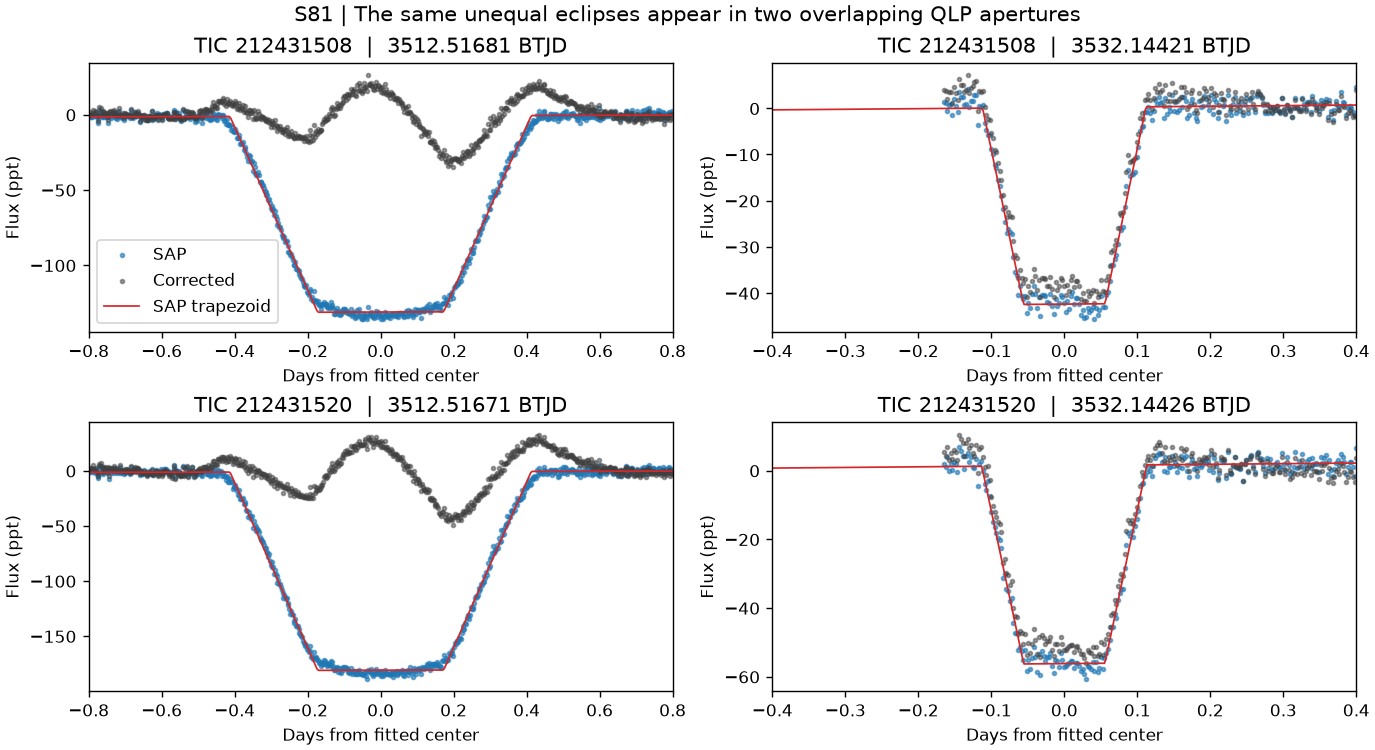 S81 | The same unequal eclipses appear in two overlapping QLP apertures
TIC 212431508 | 3512.51681 BTJD
Flux (ppt)
0
−50
−100
SAP
Corrected
SAP trapezoid
−0.8 −0.6 −0.4 −0.2 0.0 0.2 0.4 0.6 0.8
Days from fitted center
TIC 212431508 | 3532.14421 BTJD
Flux (ppt)
0
−10
−20
−30
−40
−0.4 −0.3 −0.2 −0.1 0.0 0.1 0.2 0.3 0.4
Days from fitted center
TIC 212431520 | 3512.51671 BTJD
Flux (ppt)
0
−50
−100
−150
−0.8 −0.6 −0.4 −0.2 0.0 0.2 0.4 0.6 0.8
Days from fitted center
TIC 212431520 | 3532.14426 BTJD
Flux (ppt)
0
−20
−40
−60
−0.4 −0.3 −0.2 −0.1 0.0 0.1 0.2 0.3 0.4
Days from fitted center